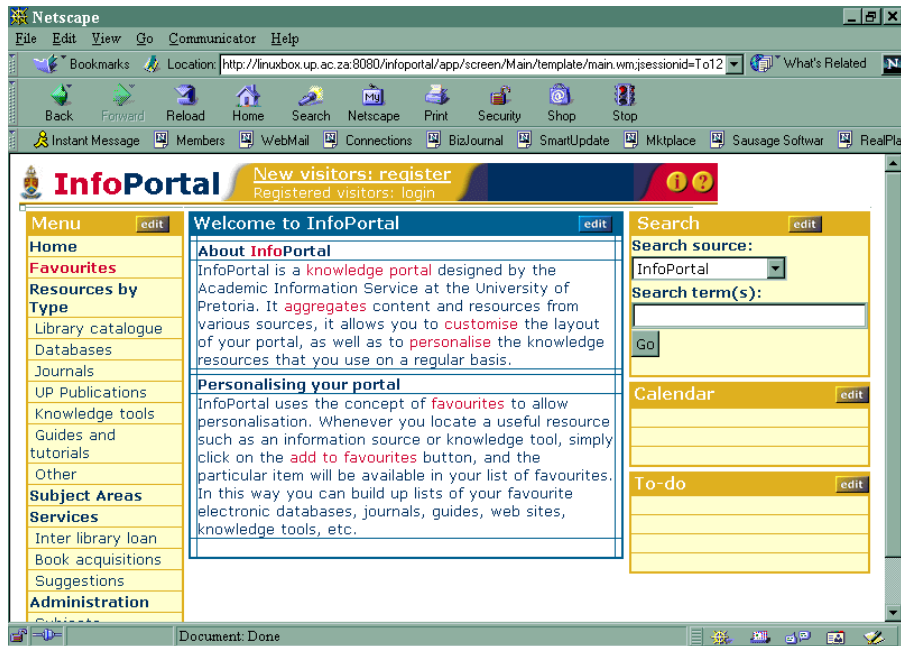 Netscape
File Edit View Go Communicator Help
Bookmarks Location: http://linuxbox.up.ac.za:8080/infoportal/app/screen/Main/template/main.wm;jsessionid=To12 What's Related N
Back Forward Reload Home Search Netscape Print Security Shop Stop
My
Instant Message Members WebMail Connections BizJournal SmartUpdate Mktplace Sausage Softwar RealPla
InfoPortal
New visitors: register
Registered visitors: login
i ?
Menu edit
Home
Favourites
Resources by
Type
Library catalogue
Databases
Journals
UP Publications
Knowledge tools
Guides and
tutorials
Other
Subject Areas
Services
Inter library loan
Book acquisitions
Suggestions
Administration
Subjects
Welcome to InfoPortal edit
About InfoPortal
InfoPortal is a knowledge portal designed by the
Academic Information Service at the University of
Pretoria. It aggregates content and resources from
various sources, it allows you to customise the layout
of your portal, as well as to personalise the knowledge
resources that you use on a regular basis.
Personalising your portal
InfoPortal uses the concept of favourites to allow
personalisation. Whenever you locate a useful resource
such as an information source or knowledge tool, simply
click on the add to favourites button, and the
particular item will be available in your list of favourites.
In this way you can build up lists of your favourite
electronic databases, journals, guides, web sites,
knowledge tools, etc.
Search edit
Search source:
InfoPortal
Search term(s):
Go
Calendar edit
To-do edit
Document: Done